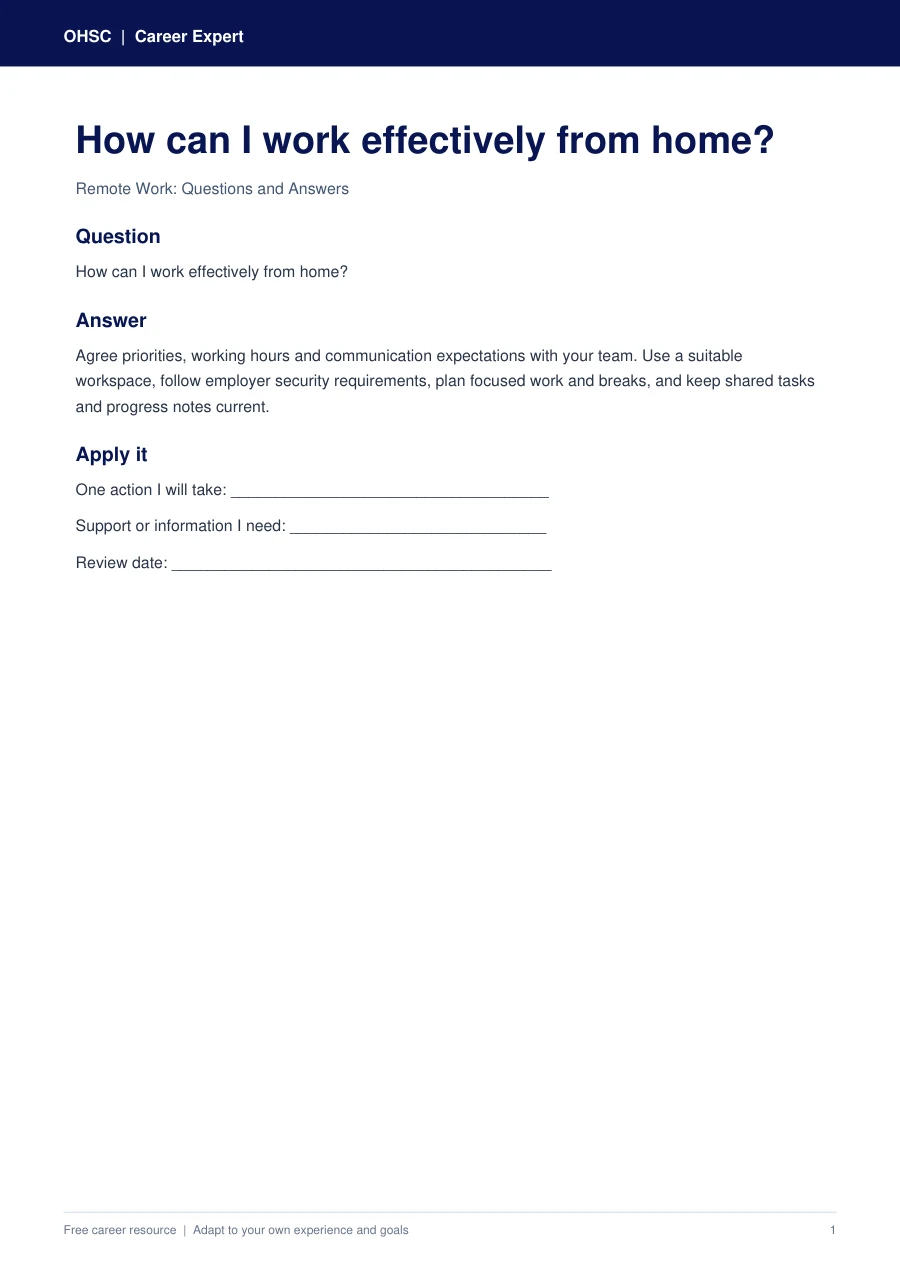 OHSC | Career Expert
How can I work effectively from home?
Remote Work: Questions and Answers
Question
How can I work effectively from home?
Answer
Agree priorities, working hours and communication expectations with your team. Use a suitable
workspace, follow employer security requirements, plan focused work and breaks, and keep shared tasks
and progress notes current.
Apply it
One action I will take: ____________________________________
Support or information I need: _____________________________
Review date: ___________________________________________
Free career resource | Adapt to your own experience and goals 1